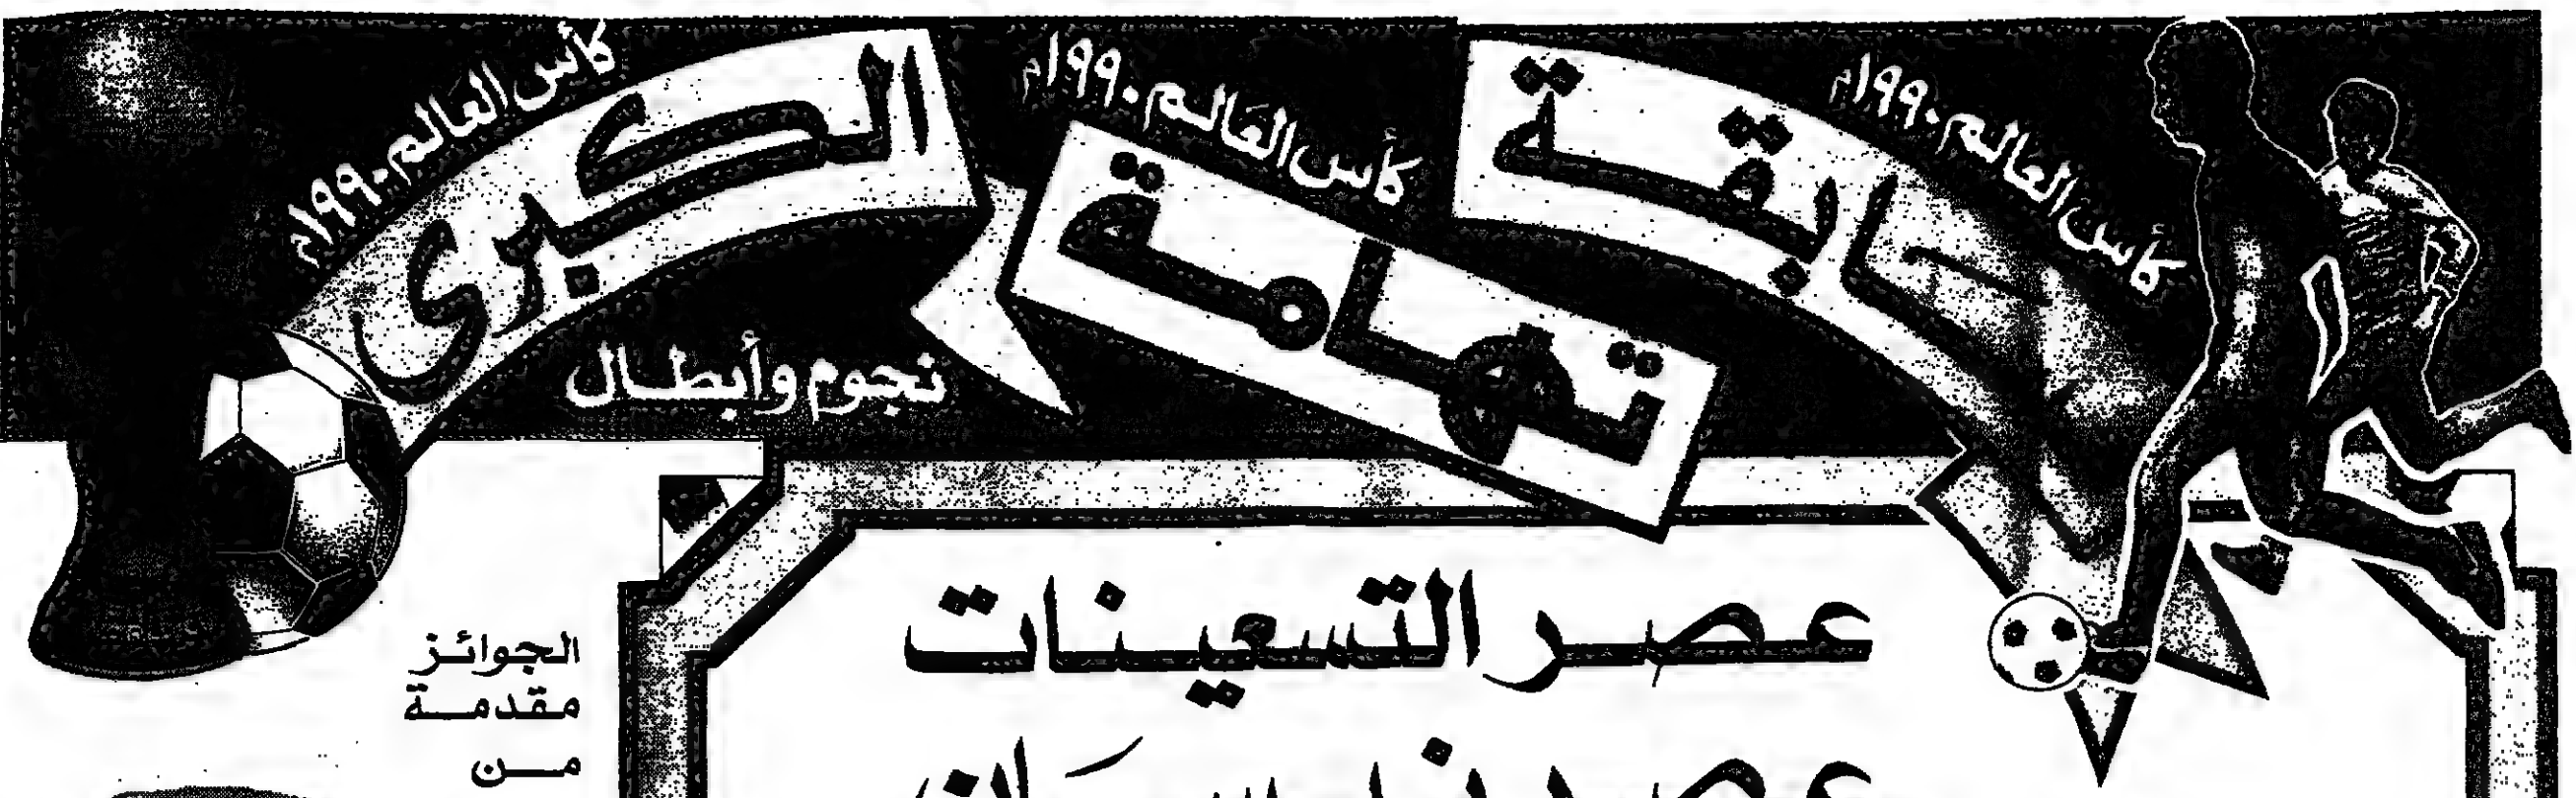 كأس العالم ١٩٩٠م
كأس العالم ١٩٩٠م
كأس العالم ١٩٩٠م
مسابقة
تهامة
الكبرى
نجوم وأبطال
عصر التسعينات
الجوائز
مقدمة
من